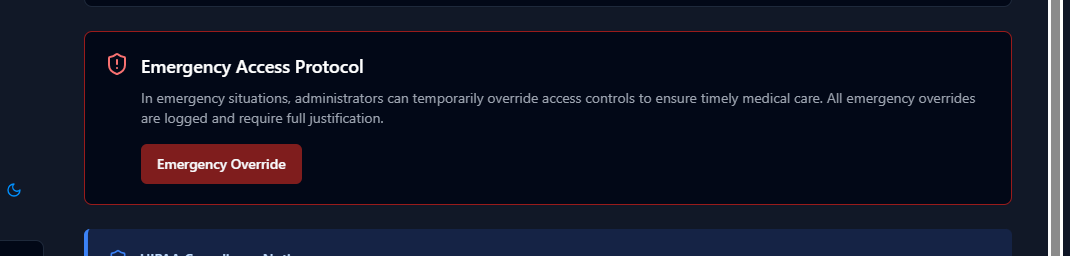 Emergency Access Protocol
In emergency situations, administrators can temporarily override access controls to ensure timely medical care. All emergency overrides
are logged and require full justification.
Emergency Override